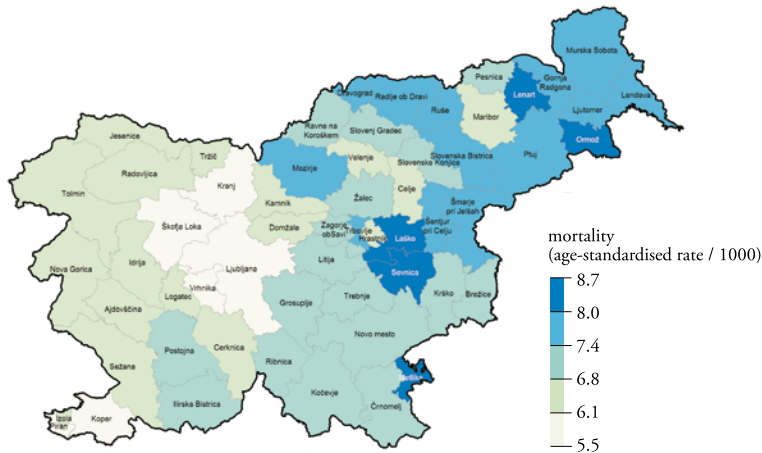 Murska Sobota
Pesnica
Gornja
Radgona
Lenart
Lendava
Dravograd
Radlje ob Dravi
Ruše
Maribor
Ljutomer
Ormož
Ptuj
Ravne na
Koroškem
Slovenj Gradec
Jesenice
Tržič
Velenje
Slovenska Bistrica
Slovenske Konjice
Mozirje
Radovljica
Kranj
Celje
Tolmin
Kamnik
Žalec
Šmarje
pri Jelšah
Škofja Loka
Domžale
Zagorje
obSavi
Trbovlje
Hrastnik
Laško
Šentjur
pri Celju
Idrija
Ljubljana
Litija
Sevnica
Nova Gorica
Vrhnika
Logatec
Grosuplje
Trebnje
Krško
Brežice
Ajdovščina
Novo mesto
Postojna
Cerknica
Sežana
Ribnica
Kočevje
Metlika
Ilirska Bistrica
Črnomelj
Izola
Piran
Koper
mortality
(age-standardised rate / 1000)
8.7
8.0
7.4
6.8
6.1
5.5